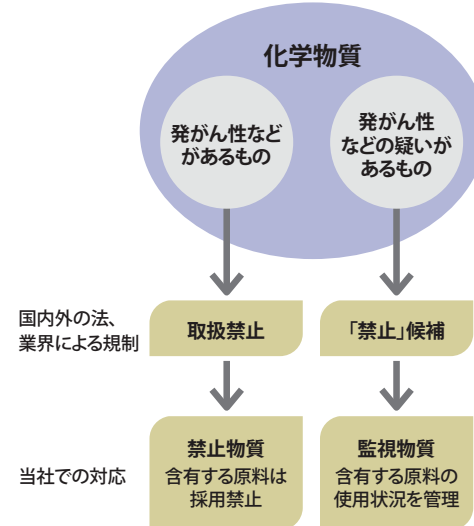 化学物質
発がん性など
があるもの
発がん性
などの疑いが
あるもの
国内外の法、
業界による規制
取扱禁止
「禁止」候補
当社での対応
禁止物質
含有する原料は
採用禁止
監視物質
含有する原料の
使用状況を管理